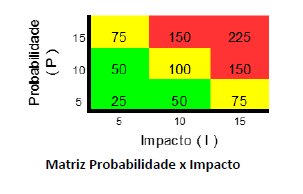 Probabilidade
( P )
15 75 150 225
10 50 100 150
5 25 50 75
5 10 15
Impacto ( I )
Matriz Probabilidade x Impacto